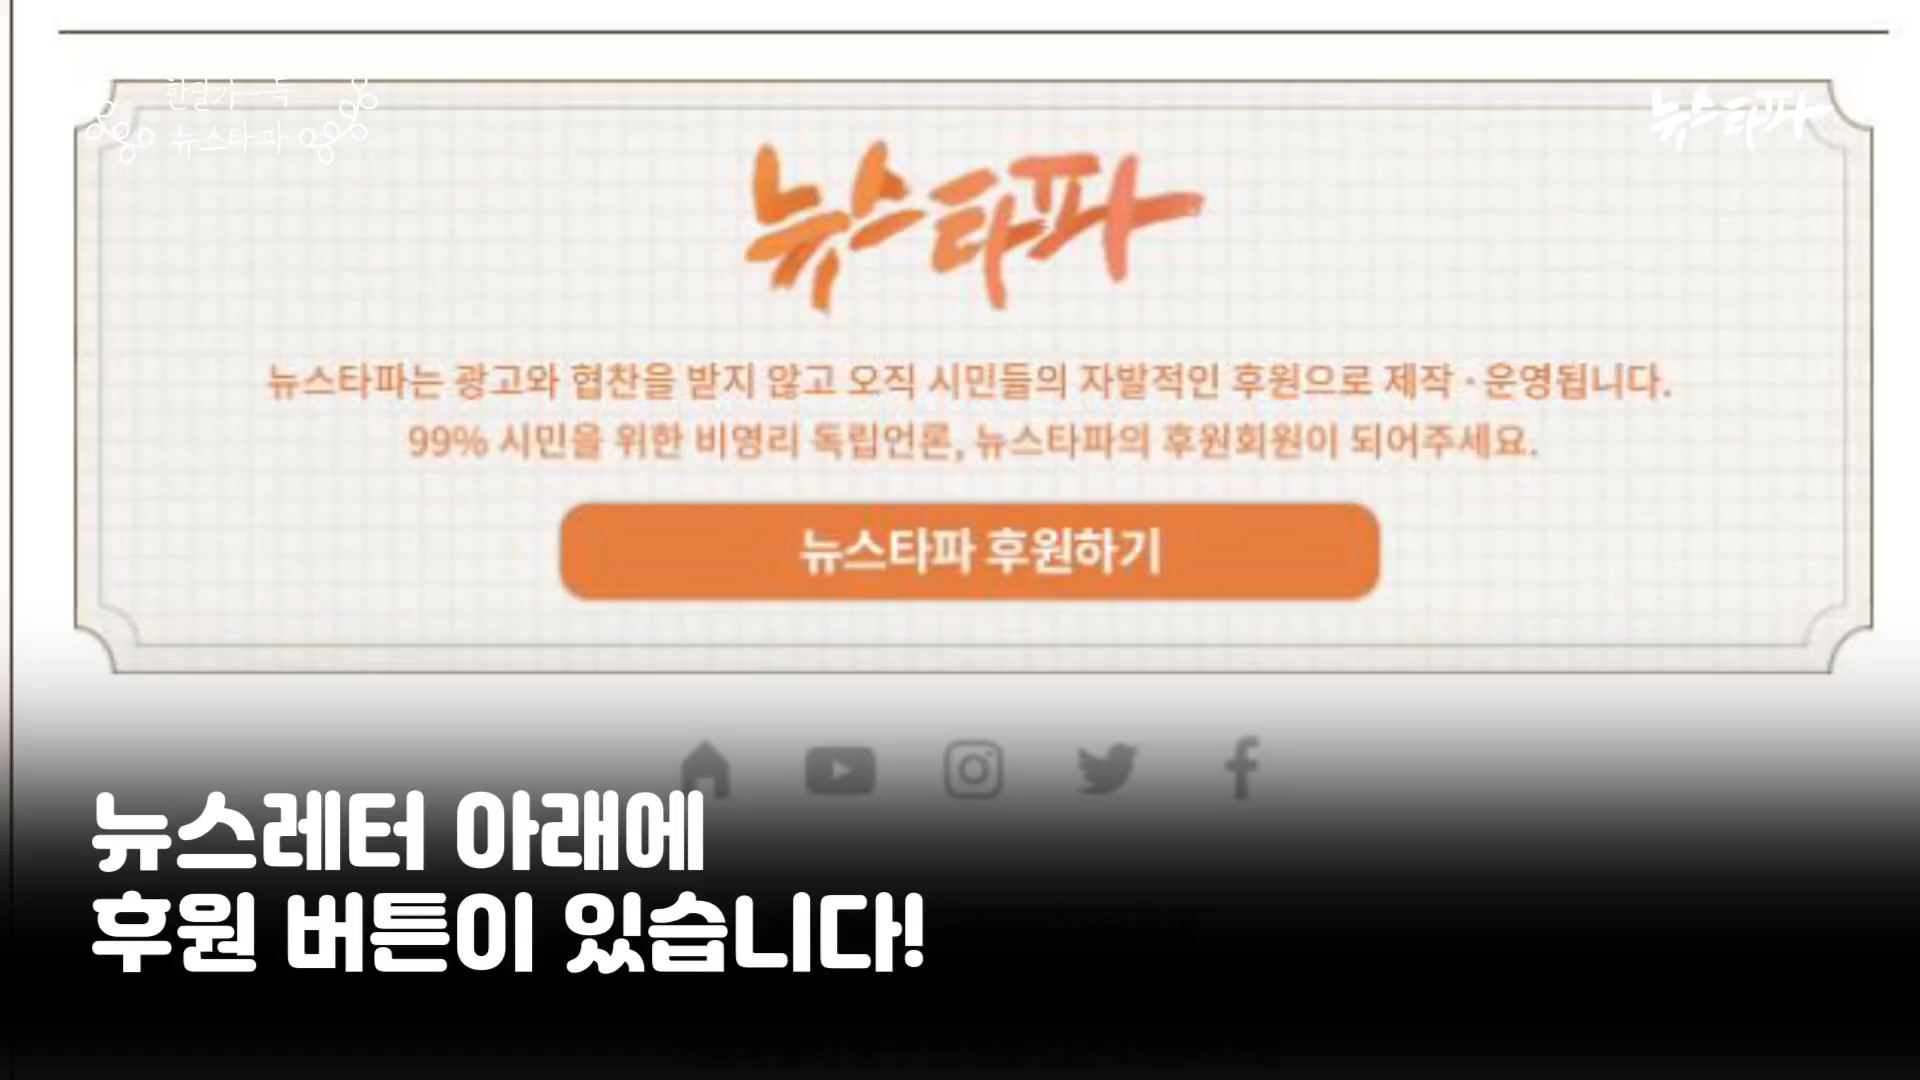 한달가득
뉴스타파
뉴스타파
뉴스타파
뉴스타파는 광고와 협찬을 받지 않고 오직 시민들의 자발적인 후원으로 제작·운영됩니다.
99% 시민을 위한 비영리 독립언론, 뉴스타파의 후원회원이 되어주세요.
뉴스타파 후원하기
뉴스레터 아래에
후원 버튼이 있습니다!